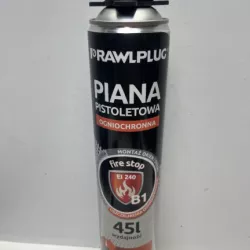 RAWLPLUG
PIANA
PISTOLETOWA
OGNIOCHRONNA
fire stop
EI 240
B1
45l